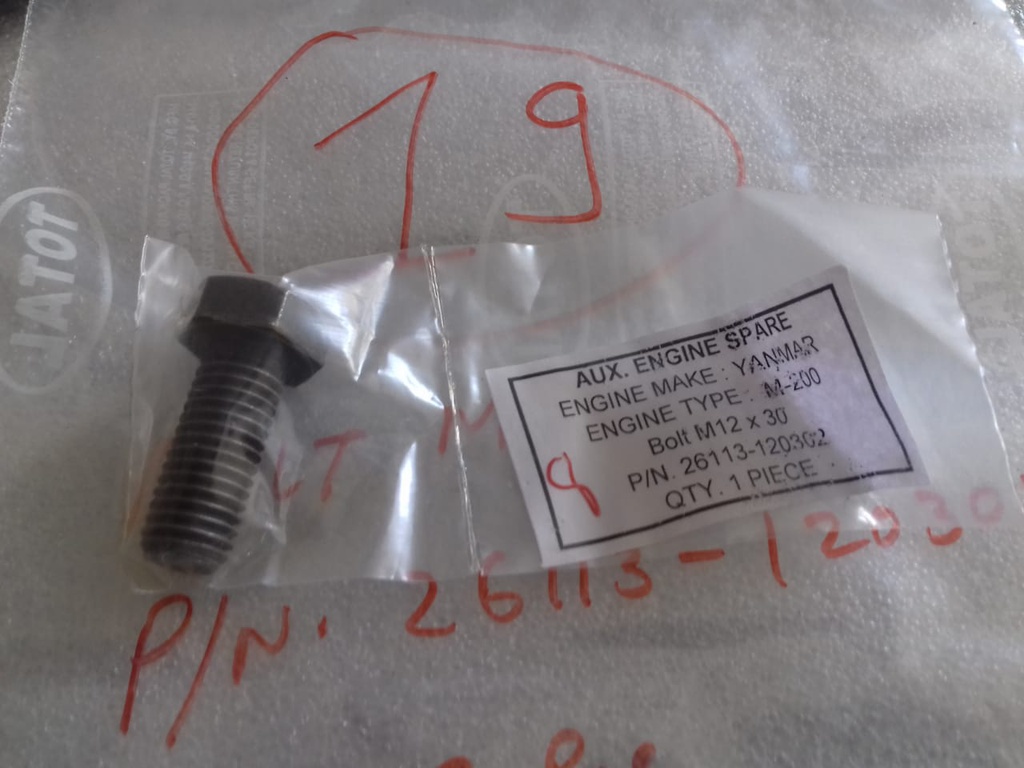 19
JATOT
AUX. ENGINE SPARE
ENGINE MAKE : YANMAR
ENGINE TYPE : M-200
Bolt M12 x 30
P/N. 26113-120302
QTY. 1 PIECE
8
P/N. 26113-12030